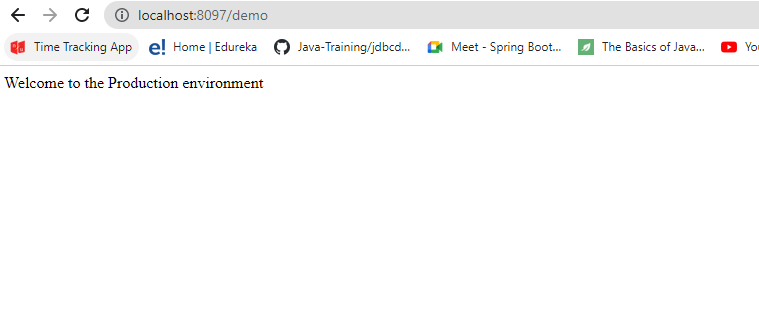 localhost:8097/demo
Time Tracking App e! Home | Edureka Java-Training/jdbcd... Meet - Spring Boot... The Basics of Java... You
Welcome to the Production environment